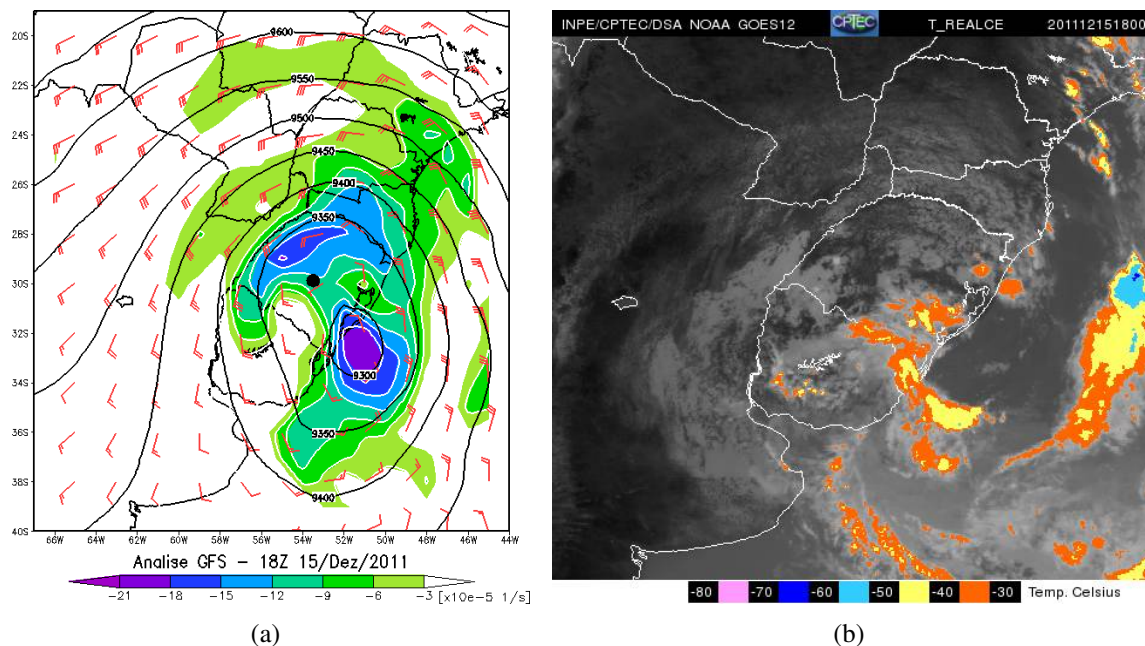 20S
22S
24S
26S
28S
30S
32S
34S
36S
38S
40S
9600
9550
9500
9450
9400
9350
9300
9350
9400
66W 64W 62W 60W 58W 56W 54W 52W 50W 48W 46W 44W
Analise GFS – 18Z 15/Dez/2011
-21 -18 -15 -12 -9 -6 -3 [x10e-5 1/s]
(a)
INPE/CPTEC/DSA NOAA GOES12 CPTEC T_REALCE 201112151800
-80 -70 -60 -50 -40 -30 Temp. Celsius
(b)